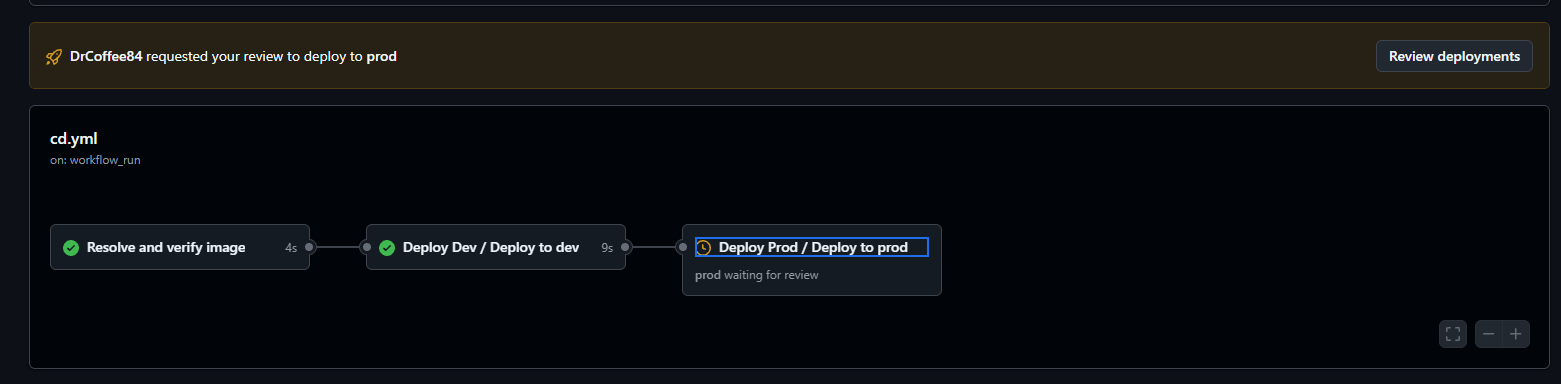 DrCoffee84 requested your review to deploy to prod
Review deployments
cd.yml
on: workflow_run
Resolve and verify image 4s
Deploy Dev / Deploy to dev 9s
Deploy Prod / Deploy to prod
prod waiting for review